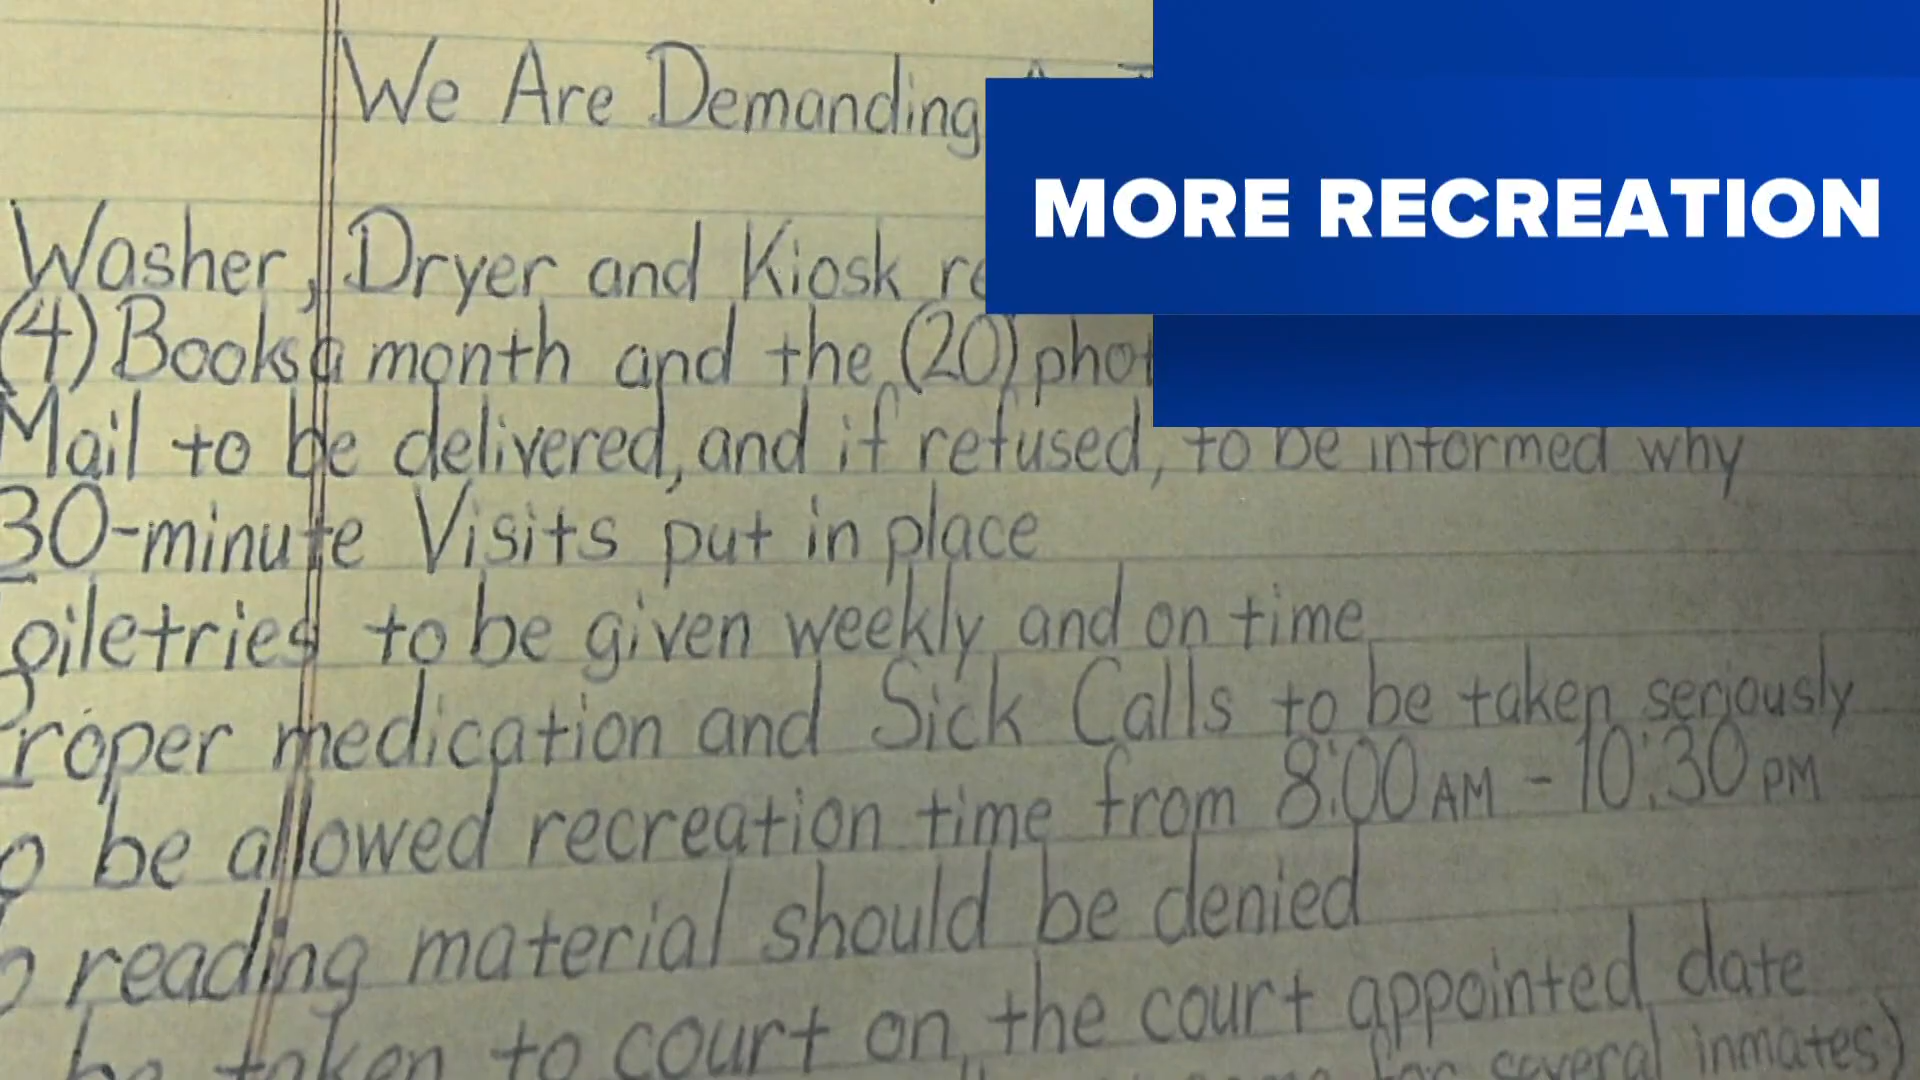 We Are Demanding
MORE RECREATION
Washer, Dryer and Kiosk
(4) Books a month and the (20)
Mail to be delivered, and if refused, to be informed why
30-minute Visits put in place
oiletries to be given weekly and on time
roper medication and Sick Calls to be taken seriously
o be allowed recreation time from 8:00 AM - 10:30 PM
o reading material should be denied
be taken to court on the court appointed date
for several inmates)